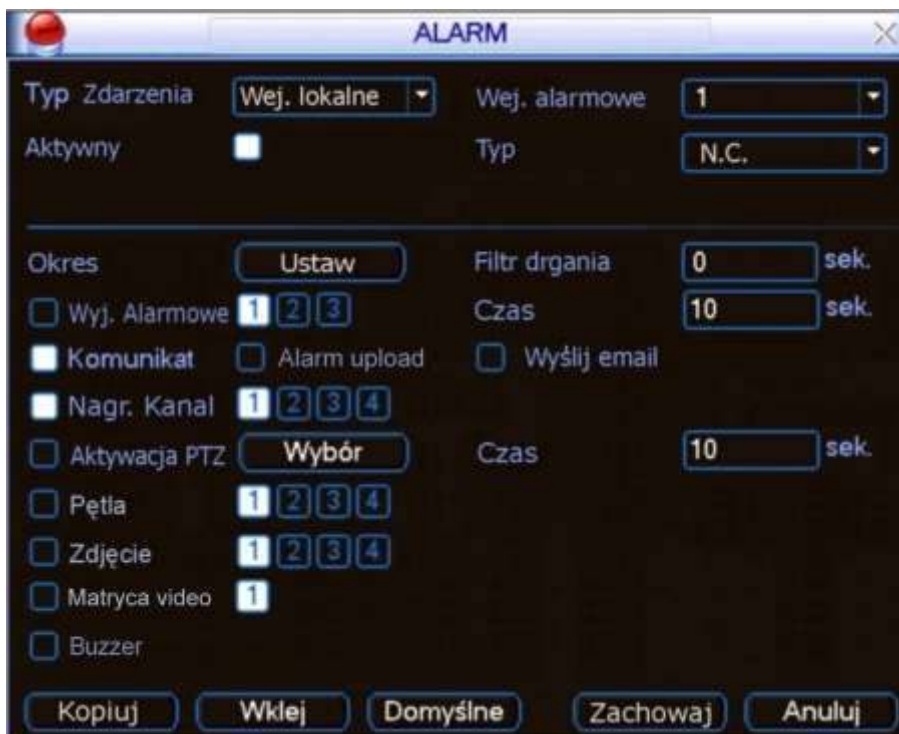 ALARM
Typ Zdarzenia Wej. lokalne Wej. alarmowe 1
Aktywny Typ N.C.
Okres Ustaw Filtr drgania 0 sek.
Wyj. Alarmowe 1 2 3 Czas 10 sek.
Komunikat Alarm upload Wyślij email
Nagr. Kanal 1 2 3 4
Aktywacja PTZ Wybór Czas 10 sek.
Pętla 1 2 3 4
Zdjęcie 1 2 3 4
Matryca video 1
Buzzer
Kopiuj Wklej Domyślne Zachowaj Anuluj